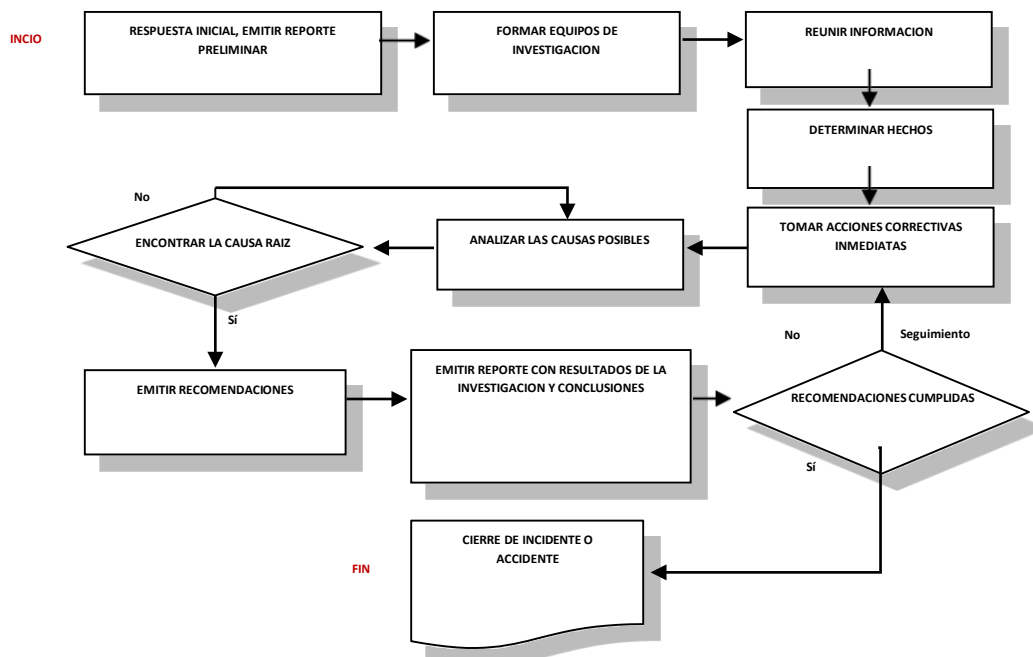 INCIO
RESPUESTA INICIAL, EMITIR REPORTE
PRELIMINAR
FORMAR EQUIPOS DE
INVESTIGACION
REUNIR INFORMACION
DETERMINAR HECHOS
TOMAR ACCIONES CORRECTIVAS
INMEDIATAS
ANALIZAR LAS CAUSAS POSIBLES
No
ENCONTRAR LA CAUSA RAIZ
Sí
EMITIR RECOMENDACIONES
EMITIR REPORTE CON RESULTADOS DE LA
INVESTIGACION Y CONCLUSIONES
No
Seguimiento
RECOMENDACIONES CUMPLIDAS
Sí
CIERRE DE INCIDENTE O
ACCIDENTE
FIN